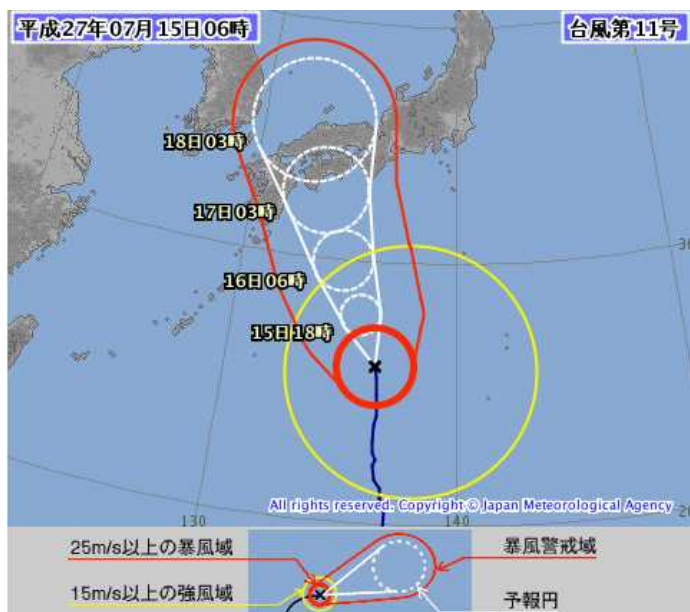 平成27年07月15日06時
台風第11号
18日03時
17日03時
30
16日06時
15日18時
All rights reserved. Copyright © Japan Meteorological Agency
20
130
140
25m/s以上の暴風域
暴風警戒域
15m/s以上の強風域
予報円